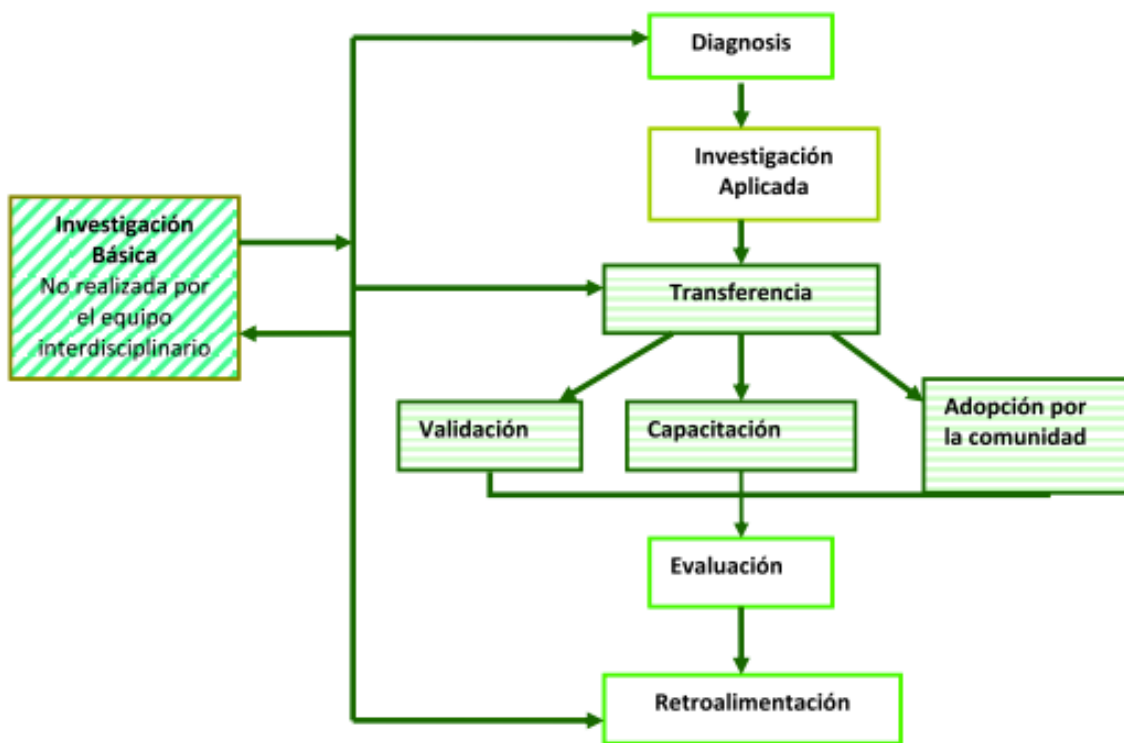 Diagnosis
Investigación
Aplicada
Investigación
Básica
No realizada por
el equipo
interdisciplinario
Transferencia
Validación
Capacitación
Adopción por
la comunidad
Evaluación
Retroalimentación